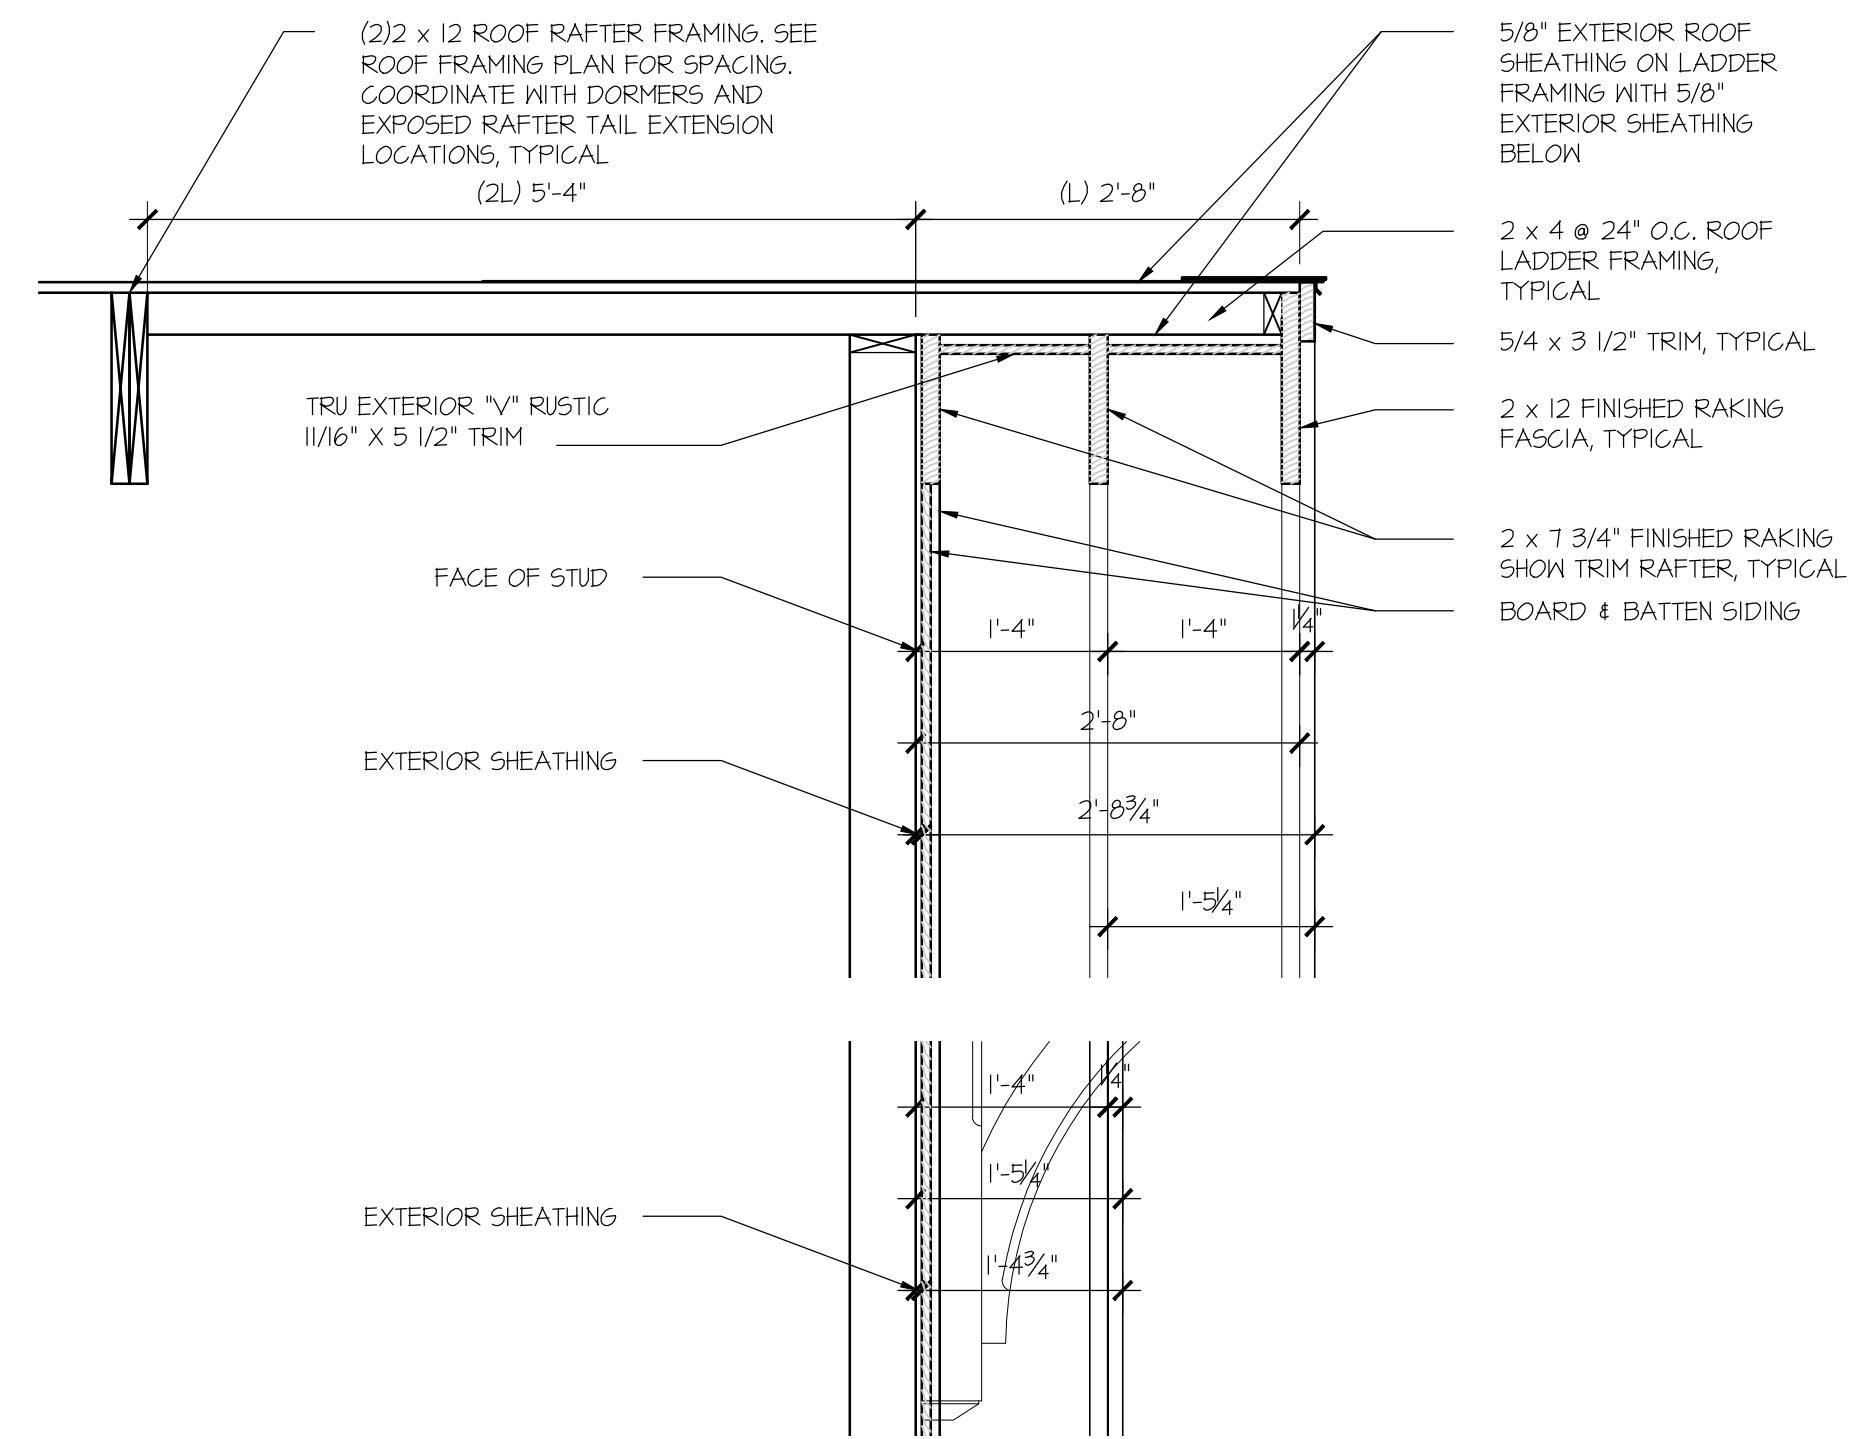 (2)2 x 12 ROOF RAFTER FRAMING. SEE
ROOF FRAMING PLAN FOR SPACING.
COORDINATE WITH DORMERS AND
EXPOSED RAFTER TAIL EXTENSION
LOCATIONS, TYPICAL
5/8" EXTERIOR ROOF
SHEATHING ON LADDER
FRAMING WITH 5/8"
EXTERIOR SHEATHING
BELOW
(2L) 5'-4"
(L) 2'-8"
2 x 4 @ 24" O.C. ROOF
LADDER FRAMING,
TYPICAL
5/4 x 3 1/2" TRIM, TYPICAL
TRU EXTERIOR "V" RUSTIC
11/16" X 5 1/2" TRIM
2 x 12 FINISHED RAKING
FASCIA, TYPICAL
2 x 7 3/4" FINISHED RAKING
SHOW TRIM RAFTER, TYPICAL
FACE OF STUD
BOARD & BATTEN SIDING
1'-4"
1'-4"
1/4"
2'-8"
EXTERIOR SHEATHING
2'-8 3/4"
1'-5 1/4"
1'-4"
1/4"
1'-5 1/4"
EXTERIOR SHEATHING
1'-4 3/4"